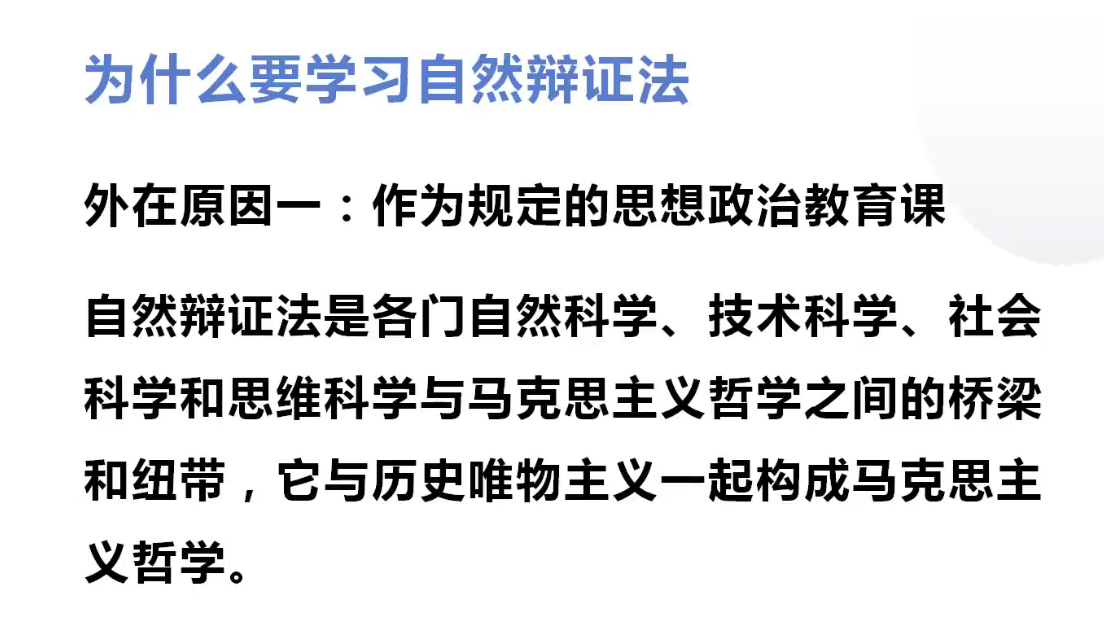 为什么要学习自然辩证法
外在原因一：作为规定的思想政治教育课
自然辩证法是各门自然科学、技术科学、社会
科学和思维科学与马克思主义哲学之间的桥梁
和纽带，它与历史唯物主义一起构成马克思主
义哲学。